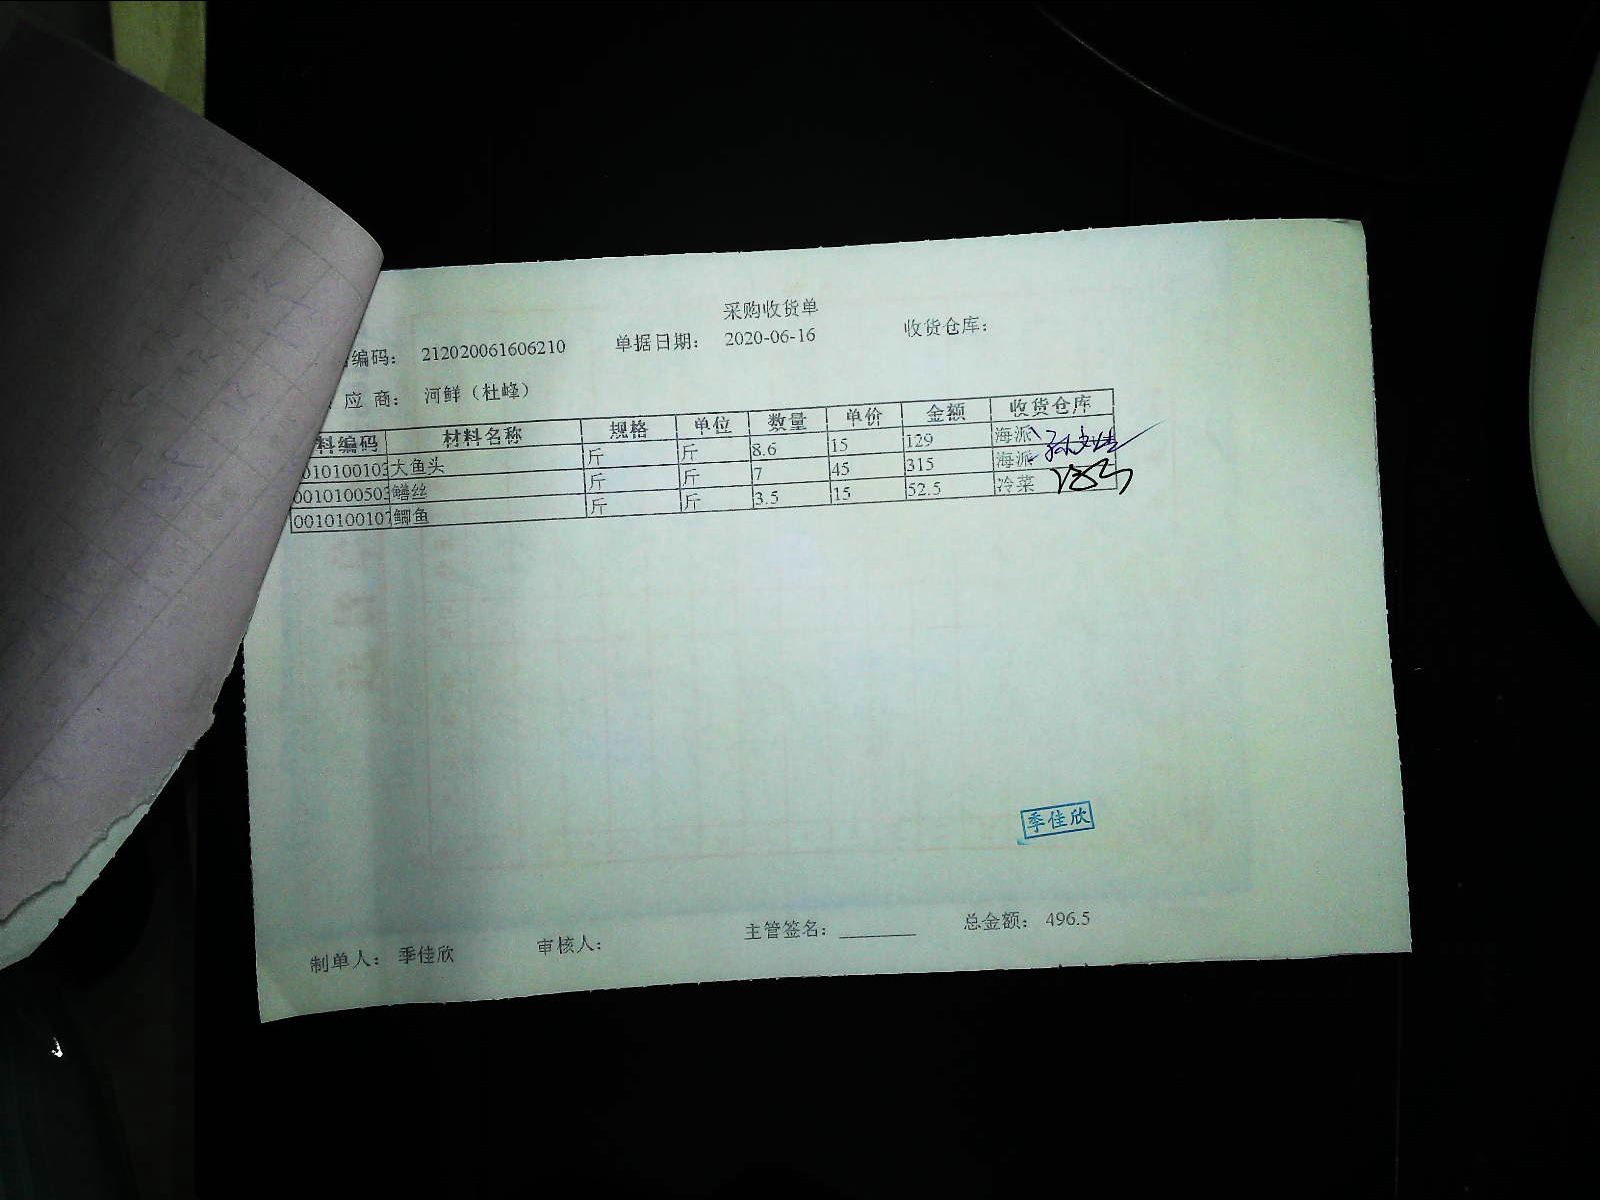 采购收货单
编码: 212020061606210 单据日期: 2020-06-16 收货仓库:
应 商: 河鲜（杜峰）
料编码 材料名称 规格 单位 数量 单价 金额 收货仓库
010100103 大鱼头 斤 斤 8.6 15 129 海派
0010100503 鳝丝 斤 斤 7 45 315 海派
0010100107 鲫鱼 斤 斤 3.5 15 52.5 冷菜
季佳欣
制单人: 季佳欣 审核人: 主管签名: 总金额: 496.5